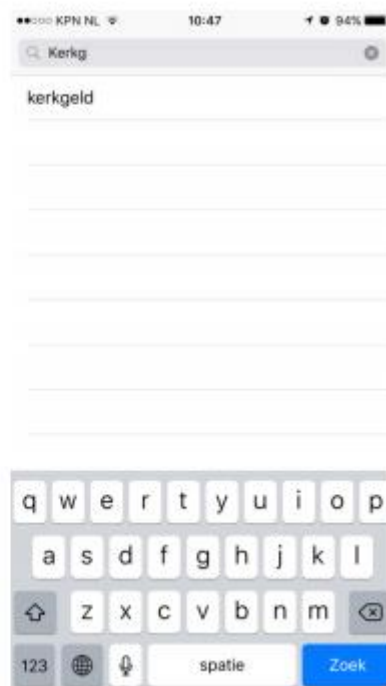 KPN NL 10:47 94%
Kerkg
kerkgeld
q w e r t y u i o p
a s d f g h j k l
z x c v b n m
123 spatie Zoek